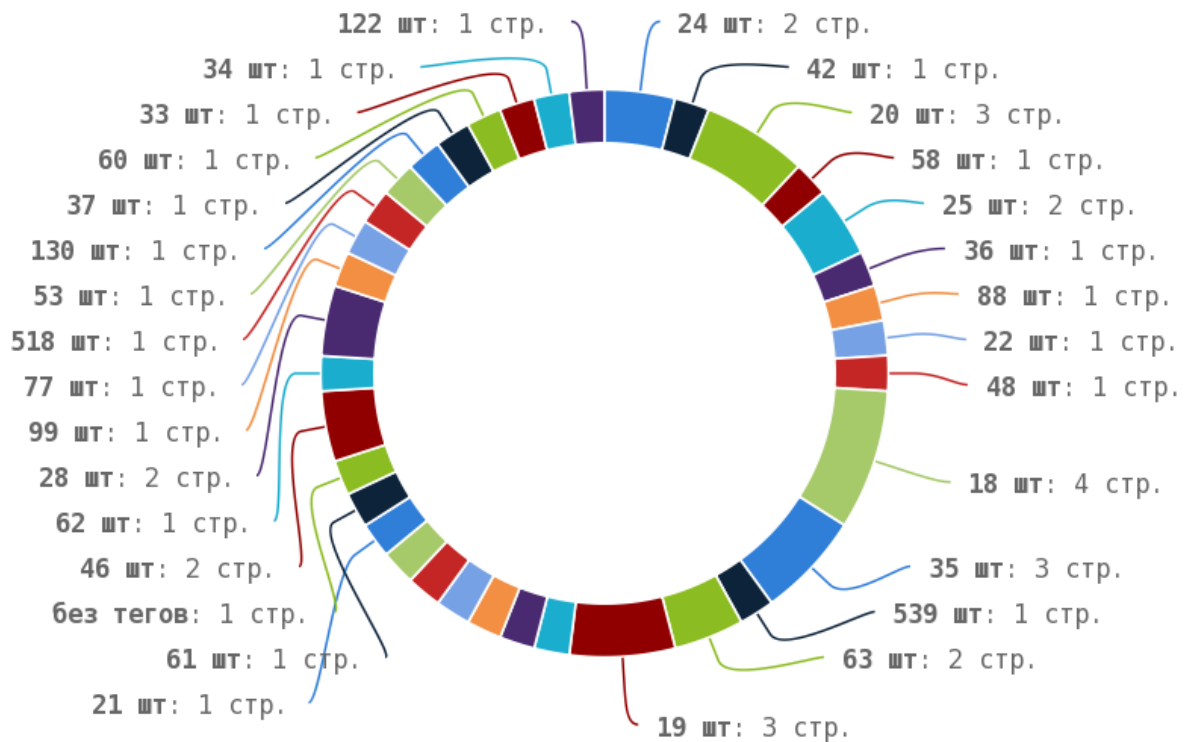 122 шт: 1 стр.
24 шт: 2 стр.
34 шт: 1 стр.
42 шт: 1 стр.
33 шт: 1 стр.
20 шт: 3 стр.
60 шт: 1 стр.
58 шт: 1 стр.
37 шт: 1 стр.
25 шт: 2 стр.
130 шт: 1 стр.
36 шт: 1 стр.
53 шт: 1 стр.
88 шт: 1 стр.
518 шт: 1 стр.
22 шт: 1 стр.
77 шт: 1 стр.
48 шт: 1 стр.
99 шт: 1 стр.
28 шт: 2 стр.
18 шт: 4 стр.
62 шт: 1 стр.
46 шт: 2 стр.
35 шт: 3 стр.
без тегов: 1 стр.
539 шт: 1 стр.
61 шт: 1 стр.
63 шт: 2 стр.
21 шт: 1 стр.
19 шт: 3 стр.